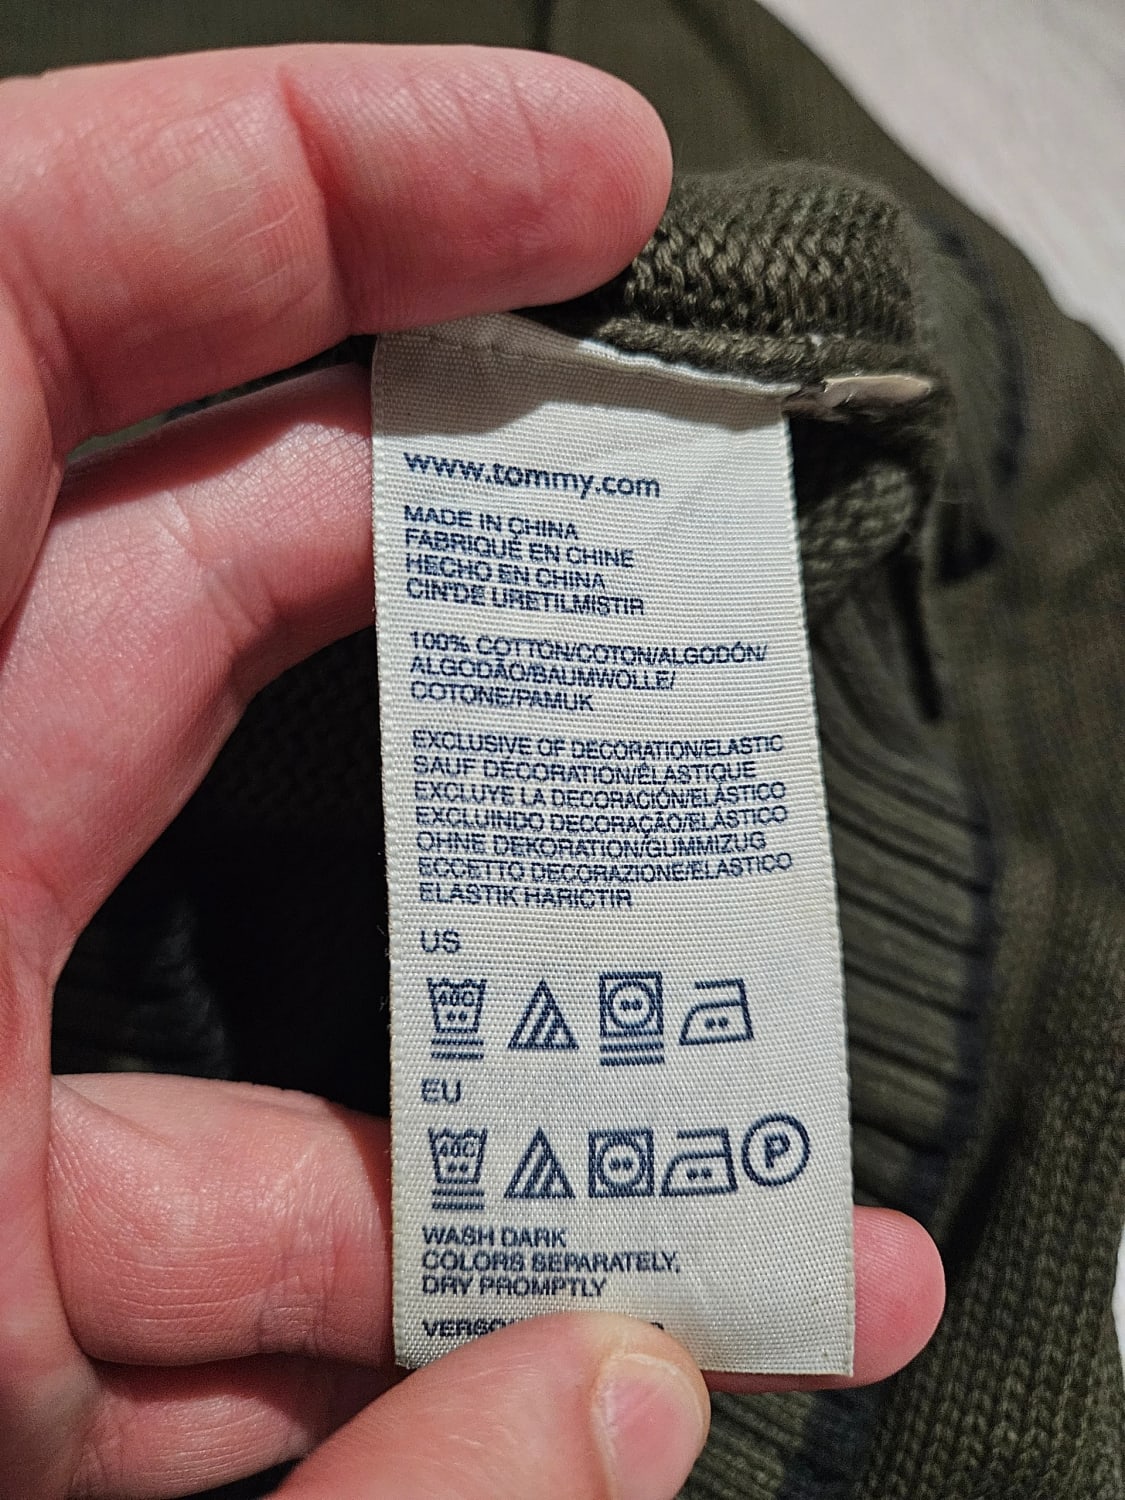 www.tommy.com
MADE IN CHINA
FABRIQUÉ EN CHINE
HECHO EN CHINA
CIN'DE URETILMISTIR
100% COTTON/COTON/ALGODÓN/
ALGODÃO/BAUMWOLLE/
COTONE/PAMUK
EXCLUSIVE OF DECORATION/ELASTIC
SAUF DÉCORATION/ÉLASTIQUE
EXCLUYE LA DECORACIÓN/ELÁSTICO
EXCLUINDO DECORAÇÃO/ELÁSTICO
OHNE DEKORATION/GUMMIZUG
ECCETTO DECORAZIONE/ELASTICO
ELASTIK HARICTIR
US
40C
EU
40C
P
WASH DARK
COLORS SEPARATELY,
DRY PROMPTLY